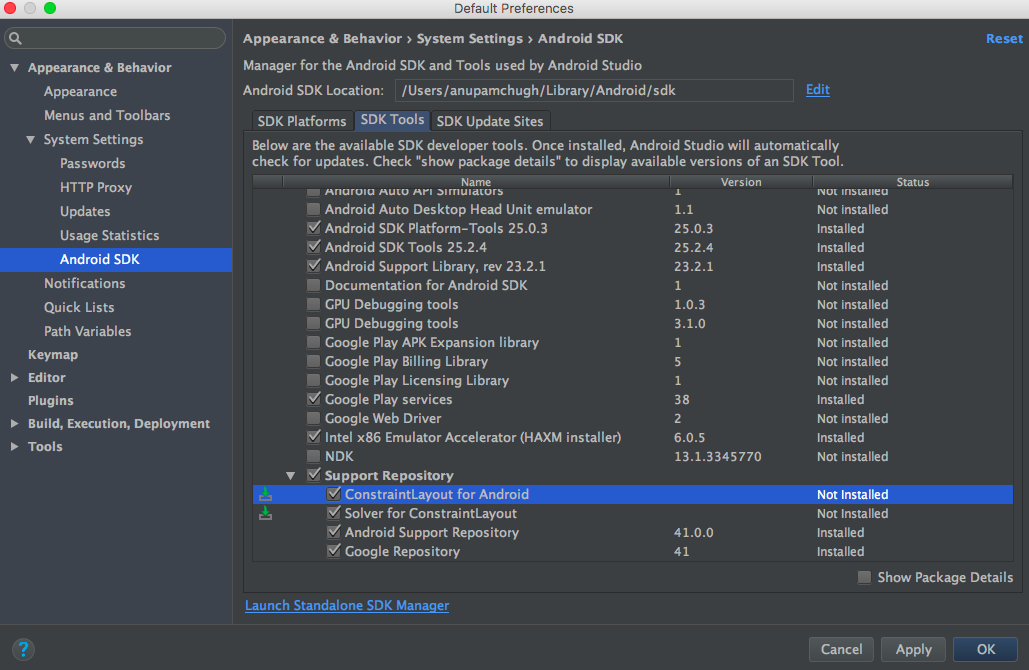 Default Preferences
Appearance & Behavior
Appearance
Menus and Toolbars
System Settings
Passwords
HTTP Proxy
Updates
Usage Statistics
Android SDK
Notifications
Quick Lists
Path Variables
Keymap
Editor
Plugins
Build, Execution, Deployment
Tools
Appearance & Behavior › System Settings › Android SDK
Reset
Manager for the Android SDK and Tools used by Android Studio
Android SDK Location: /Users/anupamchugh/Library/Android/sdk Edit
SDK Platforms SDK Tools SDK Update Sites
Below are the available SDK developer tools. Once installed, Android Studio will automatically
check for updates. Check "show package details" to display available versions of an SDK Tool.
Name Version Status
Android Auto API Simulators 1 Not installed
Android Auto Desktop Head Unit emulator 1.1 Not installed
Android SDK Platform-Tools 25.0.3 25.0.3 Installed
Android SDK Tools 25.2.4 25.2.4 Installed
Android Support Library, rev 23.2.1 23.2.1 Installed
Documentation for Android SDK 1 Not installed
GPU Debugging tools 1.0.3 Not installed
GPU Debugging tools 3.1.0 Not installed
Google Play APK Expansion library 1 Not installed
Google Play Billing Library 5 Not installed
Google Play Licensing Library 1 Not installed
Google Play services 38 Installed
Google Web Driver 2 Not installed
Intel x86 Emulator Accelerator (HAXM installer) 6.0.5 Installed
NDK 13.1.3345770 Not installed
Support Repository
ConstraintLayout for Android Not Installed
Solver for ConstraintLayout Not Installed
Android Support Repository 41.0.0 Installed
Google Repository 41 Installed
Show Package Details
Launch Standalone SDK Manager
? Cancel Apply OK